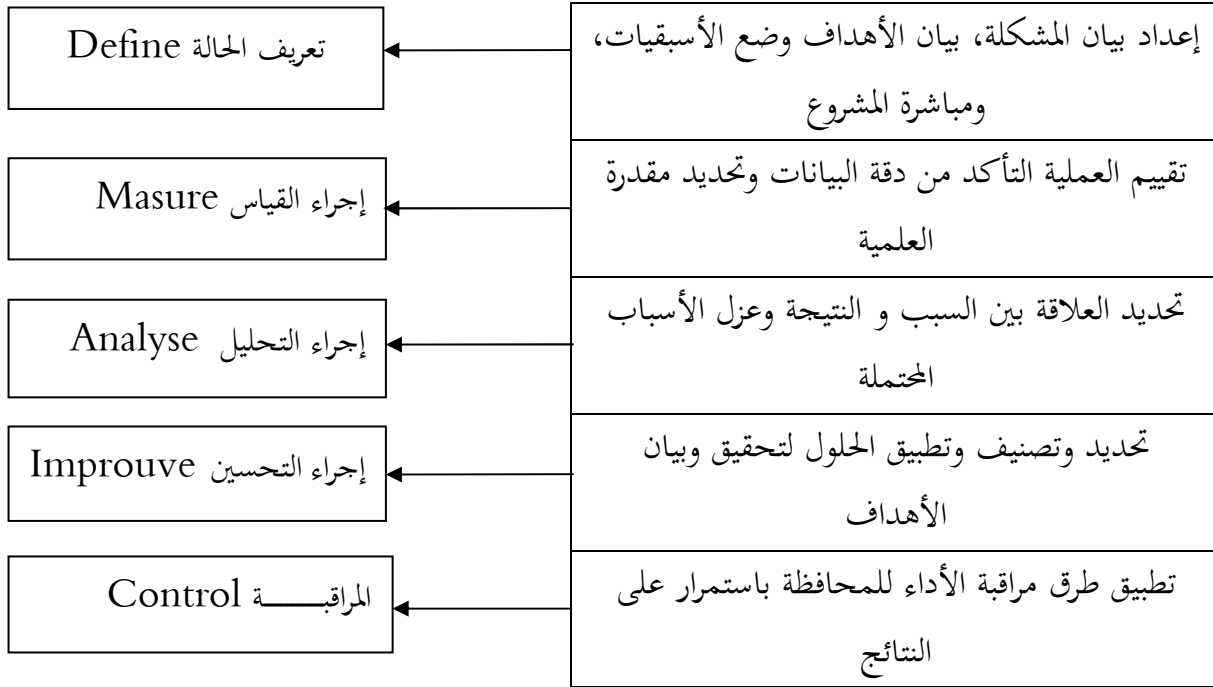 إعداد بيان المشكلة، بيان الأهداف وضع الأسبقيات،
ومباشرة المشروع
تعريف الحالة Define
تقييم العملية التأكد من دقة البيانات وتحديد مقدرة
العلمية
إجراء القياس Masure
تحديد العلاقة بين السبب و النتيجة وعزل الأسباب
المحتملة
إجراء التحليل Analyse
تحديد وتصنيف وتطبيق الحلول لتحقيق وبيان
الأهداف
إجراء التحسين Improuve
تطبيق طرق مراقبة الأداء للمحافظة باستمرار على
النتائج
المراقبـــــــة Control